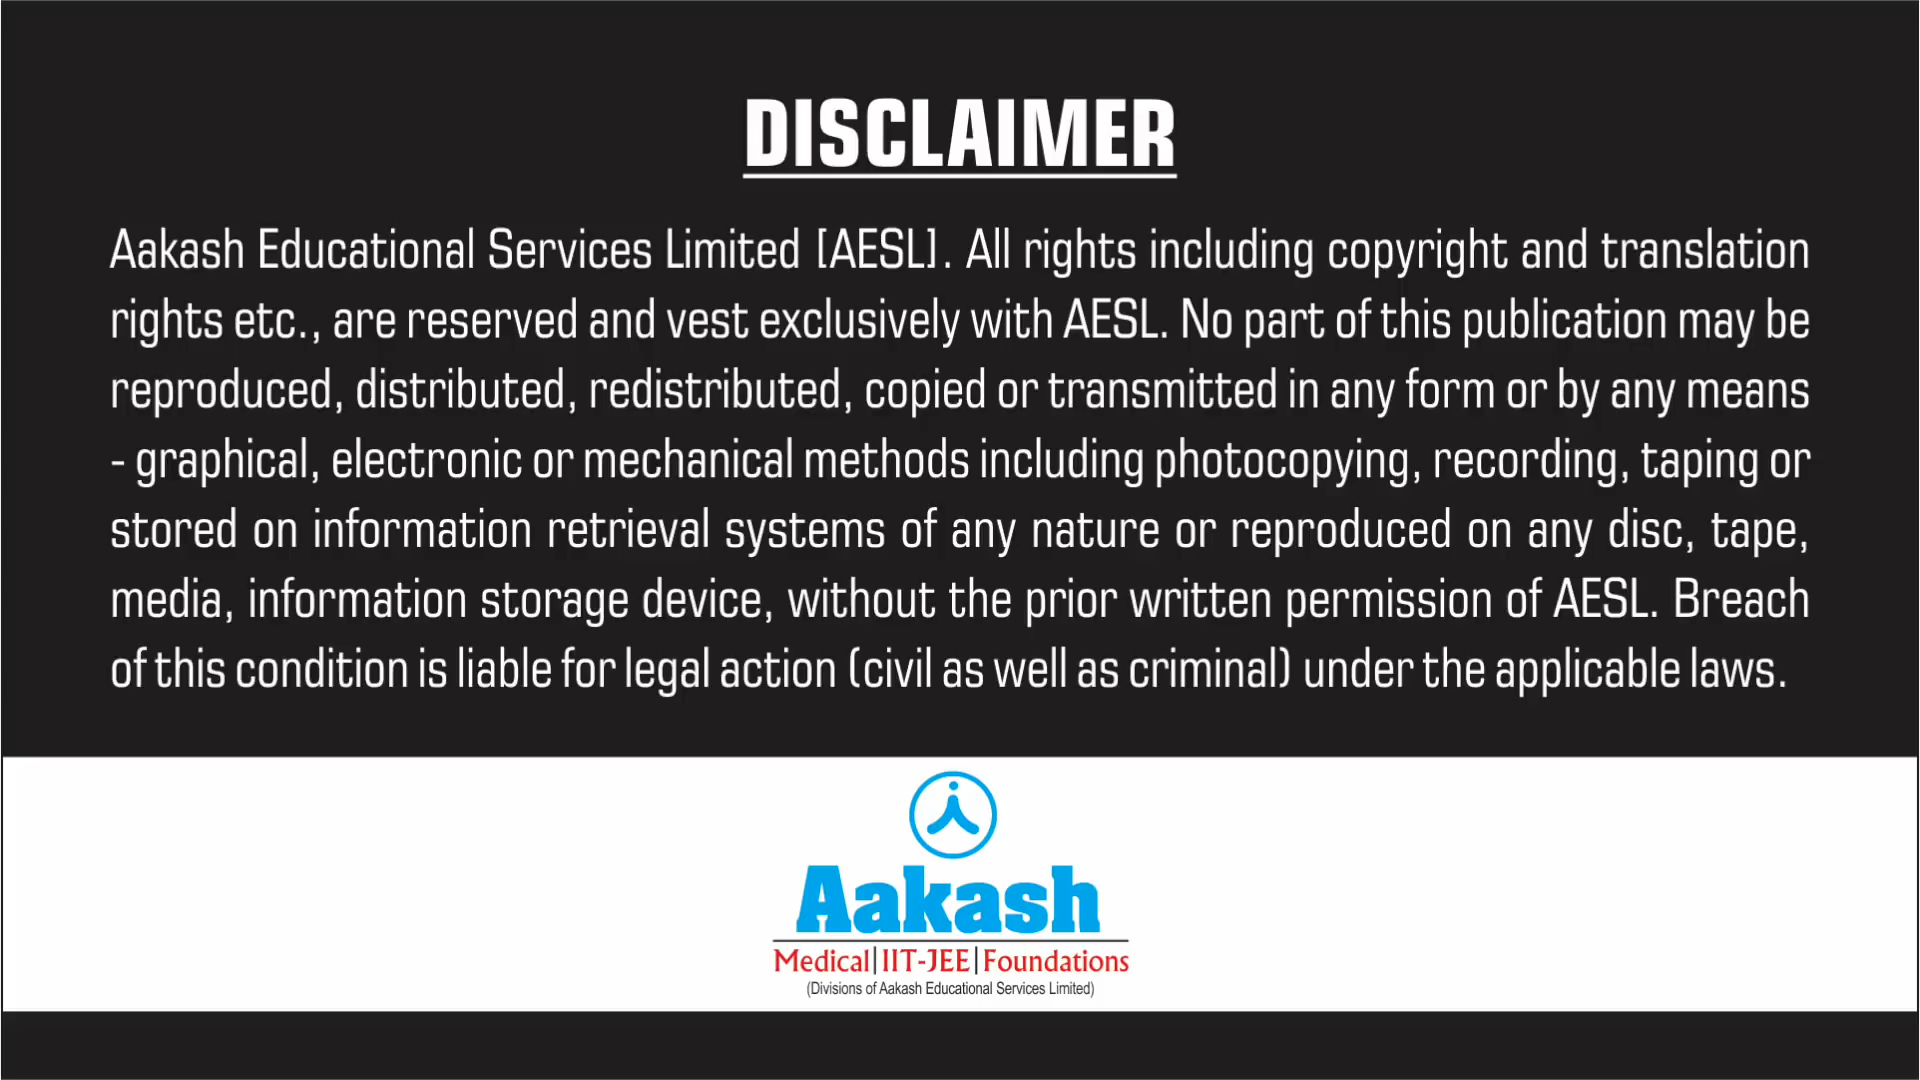 DISCLAIMER
Aakash Educational Services Limited [AESL]. All rights including copyright and translation
rights etc., are reserved and vest exclusively with AESL. No part of this publication may be
reproduced, distributed, redistributed, copied or transmitted in any form or by any means
- graphical, electronic or mechanical methods including photocopying, recording, taping or
stored on information retrieval systems of any nature or reproduced on any disc, tape,
media, information storage device, without the prior written permission of AESL. Breach
of this condition is liable for legal action (civil as well as criminal) under the applicable laws.
Aakash
Medical|IIT-JEE|Foundations
(Divisions of Aakash Educational Services Limited)